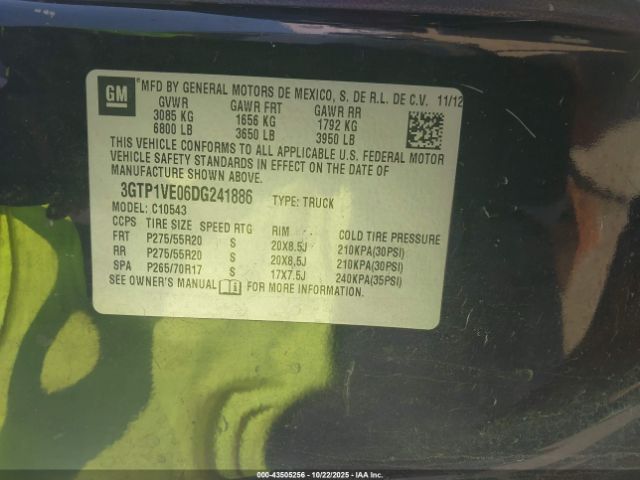 GM
®MFD BY GENERAL MOTORS DE MEXICO, S. DE R.L. DE C.V. 11/12
GVWR GAWR FRT GAWR RR
3085 KG 1656 KG 1792 KG
6800 LB 3650 LB 3950 LB
THIS VEHICLE CONFORMS TO ALL APPLICABLE U.S. FEDERAL MOTOR
VEHICLE SAFETY STANDARDS IN EFFECT ON THE DATE OF
MANUFACTURE SHOWN ABOVE.
3GTP1VE06DG241886 TYPE: TRUCK
MODEL: C10543
CCPS TIRE SIZE SPEED RTG RIM COLD TIRE PRESSURE
FRT P275/55R20 S 20X8.5J 210KPA(30PSI)
RR P275/55R20 S 20X8.5J 210KPA(30PSI)
SPA P265/70R17 S 17X7.5J 240KPA(35PSI)
SEE OWNER'S MANUAL FOR MORE INFORMATION.
000-43505256 - 10/22/2025 - IAA Inc.